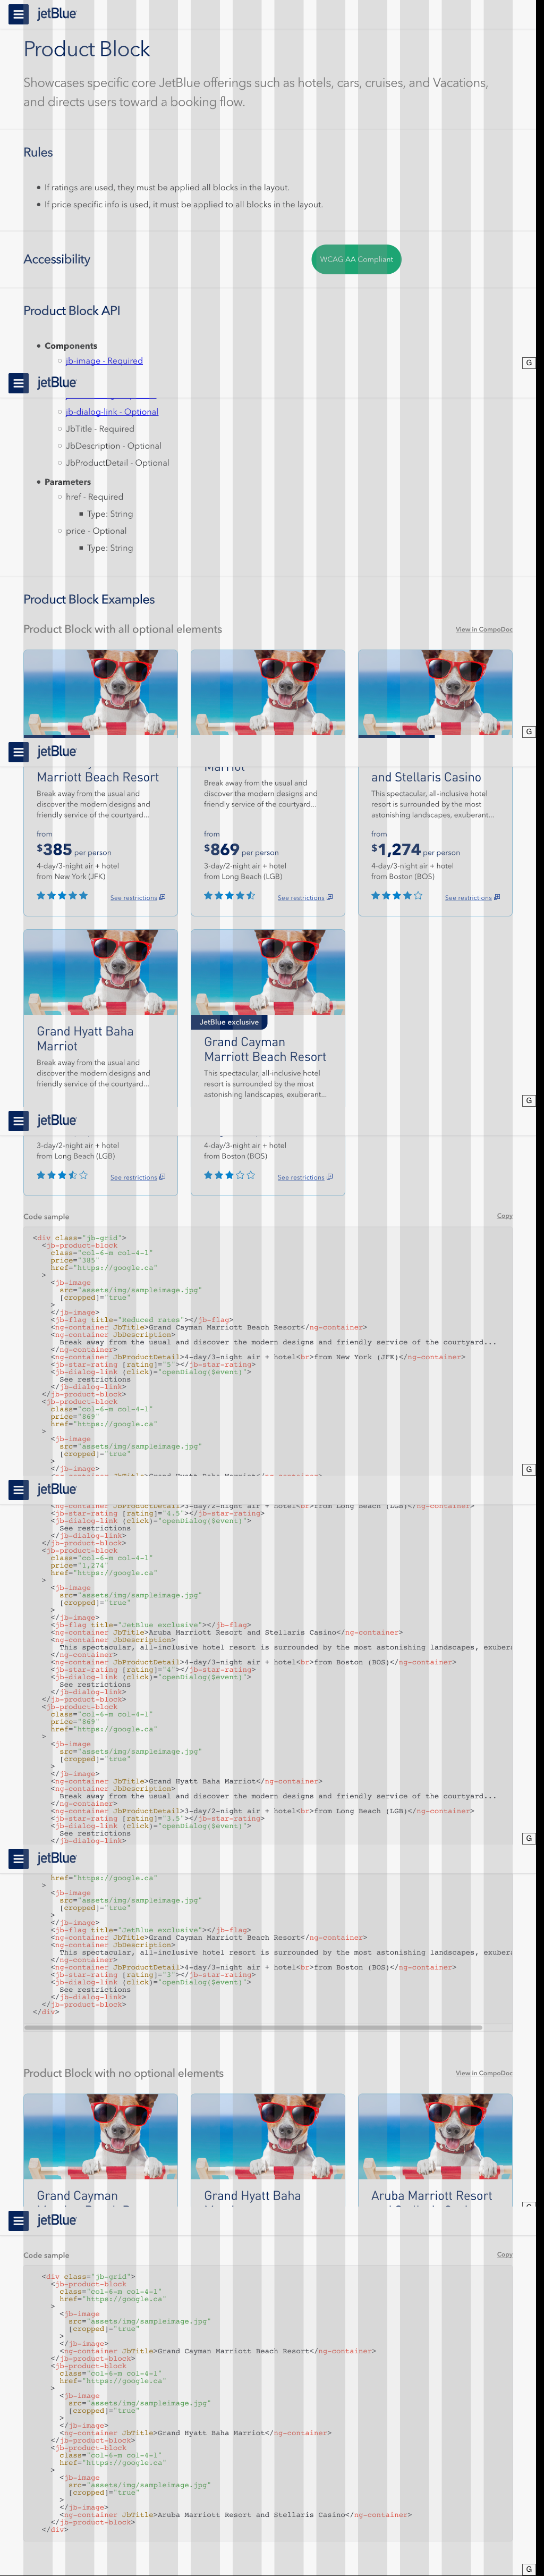 jetBlue
Product Block
Showcases specific core JetBlue offerings such as hotels, cars, cruises, and Vacations,
and directs users toward a booking flow.
Rules
If ratings are used, they must be applied all blocks in the layout.
If price specific info is used, it must be applied to all blocks in the layout.
Accessibility
WCAG AA Compliant
Product Block API
Components
jb-image - Required
G
jetBlue
jb-dialog-link - Optional
JbTitle - Required
JbDescription - Optional
JbProductDetail - Optional
Parameters
href - Required
Type: String
price - Optional
Type: String
Product Block Examples
Product Block with all optional elements
View in CompoDoc
G
jetBlue
Marriott Beach Resort
Break away from the usual and
discover the modern designs and
friendly service of the courtyard...
from
$385 per person
4-day/3-night air + hotel
from New York (JFK)
See restrictions
Marriot
Break away from the usual and
discover the modern designs and
friendly service of the courtyard...
from
$869 per person
3-day/2-night air + hotel
from Long Beach (LGB)
See restrictions
and Stellaris Casino
This spectacular, all-inclusive hotel
resort is surrounded by the most
astonishing landscapes, exuberant...
from
$1,274 per person
4-day/3-night air + hotel
from Boston (BOS)
See restrictions
Grand Hyatt Baha
Marriot
Break away from the usual and
discover the modern designs and
friendly service of the courtyard...
JetBlue exclusive
Grand Cayman
Marriott Beach Resort
This spectacular, all-inclusive hotel
resort is surrounded by the most
astonishing landscapes, exuberant...
G
jetBlue
3-day/2-night air + hotel
from Long Beach (LGB)
See restrictions
4-day/3-night air + hotel
from Boston (BOS)
See restrictions
Code sample
Copy
<div class="jb-grid">
<jb-product-block
class="col-6-m col-4-l"
price="385"
href="https://google.ca"
>
<jb-image
src="assets/img/sampleimage.jpg"
[cropped]="true"
>
</jb-image>
<jb-flag title="Reduced rates"></jb-flag>
<ng-container JbTitle>Grand Cayman Marriott Beach Resort</ng-container>
<ng-container JbDescription>
Break away from the usual and discover the modern designs and friendly service of the courtyard...
</ng-container>
<ng-container JbProductDetail>4-day/3-night air + hotel<br>from New York (JFK)</ng-container>
<jb-star-rating [rating]="5"></jb-star-rating>
<jb-dialog-link (click)="openDialog($event)">
See restrictions
</jb-dialog-link>
</jb-product-block>
<jb-product-block
class="col-6-m col-4-l"
price="869"
href="https://google.ca"
>
<jb-image
src="assets/img/sampleimage.jpg"
[cropped]="true"
>
</jb-image>
G
jetBlue
<ng-container JbProductDetail>3-day/2-night air + hotel<br>from Long Beach (LGB)</ng-container>
<jb-star-rating [rating]="4.5"></jb-star-rating>
<jb-dialog-link (click)="openDialog($event)">
See restrictions
</jb-dialog-link>
</jb-product-block>
<jb-product-block
class="col-6-m col-4-l"
price="1,274"
href="https://google.ca"
>
<jb-image
src="assets/img/sampleimage.jpg"
[cropped]="true"
>
</jb-image>
<jb-flag title="JetBlue exclusive"></jb-flag>
<ng-container JbTitle>Aruba Marriott Resort and Stellaris Casino</ng-container>
<ng-container JbDescription>
This spectacular, all-inclusive hotel resort is surrounded by the most astonishing landscapes, exubera
</ng-container>
<ng-container JbProductDetail>4-day/3-night air + hotel<br>from Boston (BOS)</ng-container>
<jb-star-rating [rating]="4"></jb-star-rating>
<jb-dialog-link (click)="openDialog($event)">
See restrictions
</jb-dialog-link>
</jb-product-block>
<jb-product-block
class="col-6-m col-4-l"
price="869"
href="https://google.ca"
>
<jb-image
src="assets/img/sampleimage.jpg"
[cropped]="true"
>
</jb-image>
<ng-container JbTitle>Grand Hyatt Baha Marriot</ng-container>
<ng-container JbDescription>
Break away from the usual and discover the modern designs and friendly service of the courtyard...
</ng-container>
<ng-container JbProductDetail>3-day/2-night air + hotel<br>from Long Beach (LGB)</ng-container>
<jb-star-rating [rating]="3.5"></jb-star-rating>
<jb-dialog-link (click)="openDialog($event)">
See restrictions
</jb-dialog-link>
G
jetBlue
href="https://google.ca"
>
<jb-image
src="assets/img/sampleimage.jpg"
[cropped]="true"
>
</jb-image>
<jb-flag title="JetBlue exclusive"></jb-flag>
<ng-container JbTitle>Grand Cayman Marriott Beach Resort</ng-container>
<ng-container JbDescription>
This spectacular, all-inclusive hotel resort is surrounded by the most astonishing landscapes, exubera
</ng-container>
<ng-container JbProductDetail>4-day/3-night air + hotel<br>from Boston (BOS)</ng-container>
<jb-star-rating [rating]="3"></jb-star-rating>
<jb-dialog-link (click)="openDialog($event)">
See restrictions
</jb-dialog-link>
</jb-product-block>
</div>
Product Block with no optional elements
View in CompoDoc
Grand Cayman
Grand Hyatt Baha
Aruba Marriott Resort
jetBlue
Code sample
Copy
<div class="jb-grid">
<jb-product-block
class="col-6-m col-4-l"
href="https://google.ca"
>
<jb-image
src="assets/img/sampleimage.jpg"
[cropped]="true"
>
</jb-image>
<ng-container JbTitle>Grand Cayman Marriott Beach Resort</ng-container>
</jb-product-block>
<jb-product-block
class="col-6-m col-4-l"
href="https://google.ca"
>
<jb-image
src="assets/img/sampleimage.jpg"
[cropped]="true"
>
</jb-image>
<ng-container JbTitle>Grand Hyatt Baha Marriot</ng-container>
</jb-product-block>
<jb-product-block
class="col-6-m col-4-l"
href="https://google.ca"
>
<jb-image
src="assets/img/sampleimage.jpg"
[cropped]="true"
>
</jb-image>
<ng-container JbTitle>Aruba Marriott Resort and Stellaris Casino</ng-container>
</jb-product-block>
</div>
G